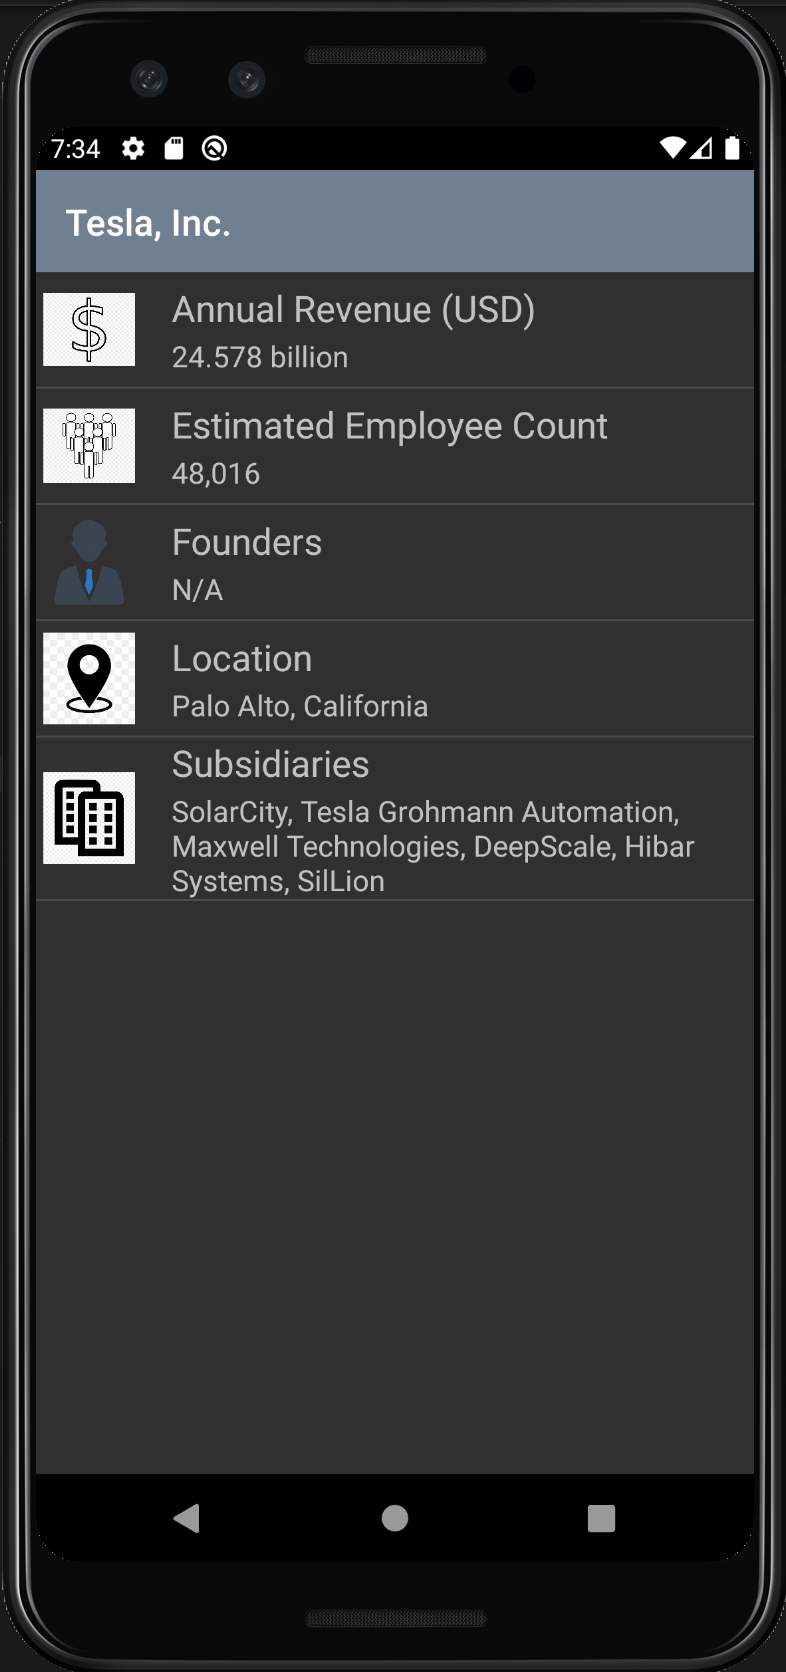 7:34
Tesla, Inc.
Annual Revenue (USD)
24.578 billion
Estimated Employee Count
48,016
Founders
N/A
Location
Palo Alto, California
Subsidiaries
SolarCity, Tesla Grohmann Automation,
Maxwell Technologies, DeepScale, Hibar
Systems, SilLion